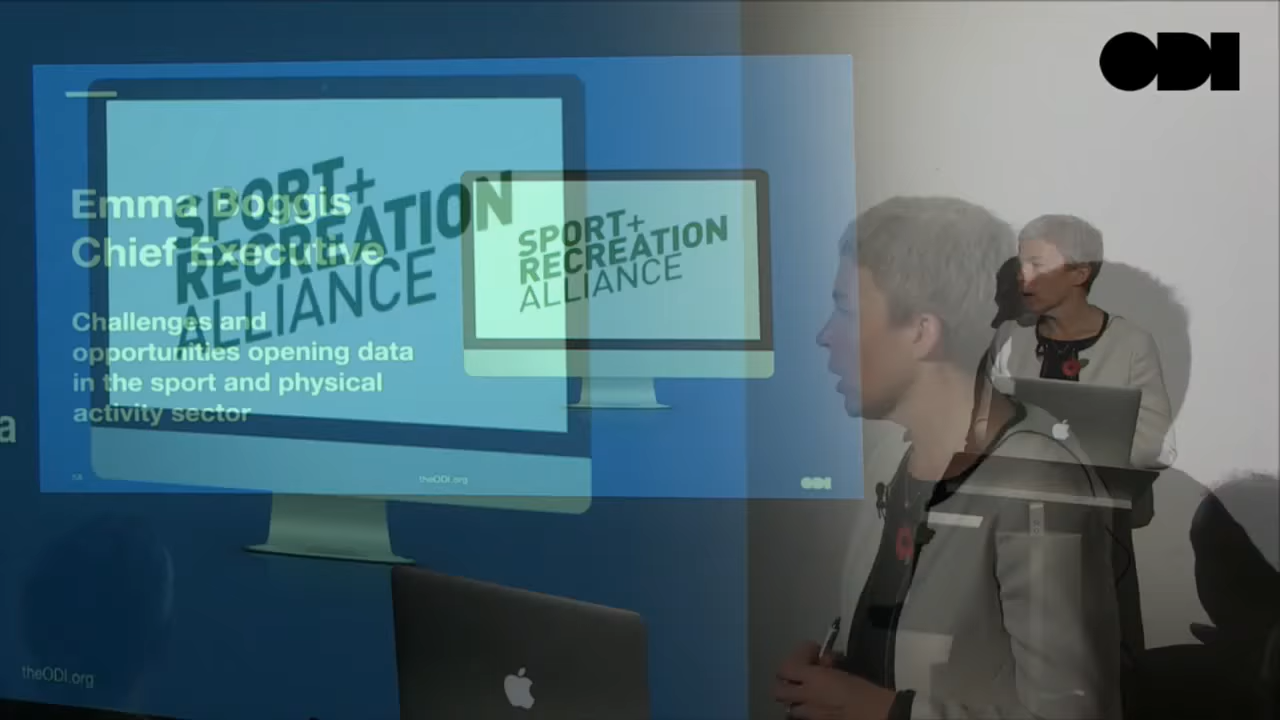 ODI
Emma Boggis
Chief Executive
Challenges and
opportunities opening data
in the sport and physical
activity sector
SPORT+
RECREATION
ALLIANCE
SPORT+
RECREATION
ALLIANCE
a
58
theODI.org
ODI
theODI.org